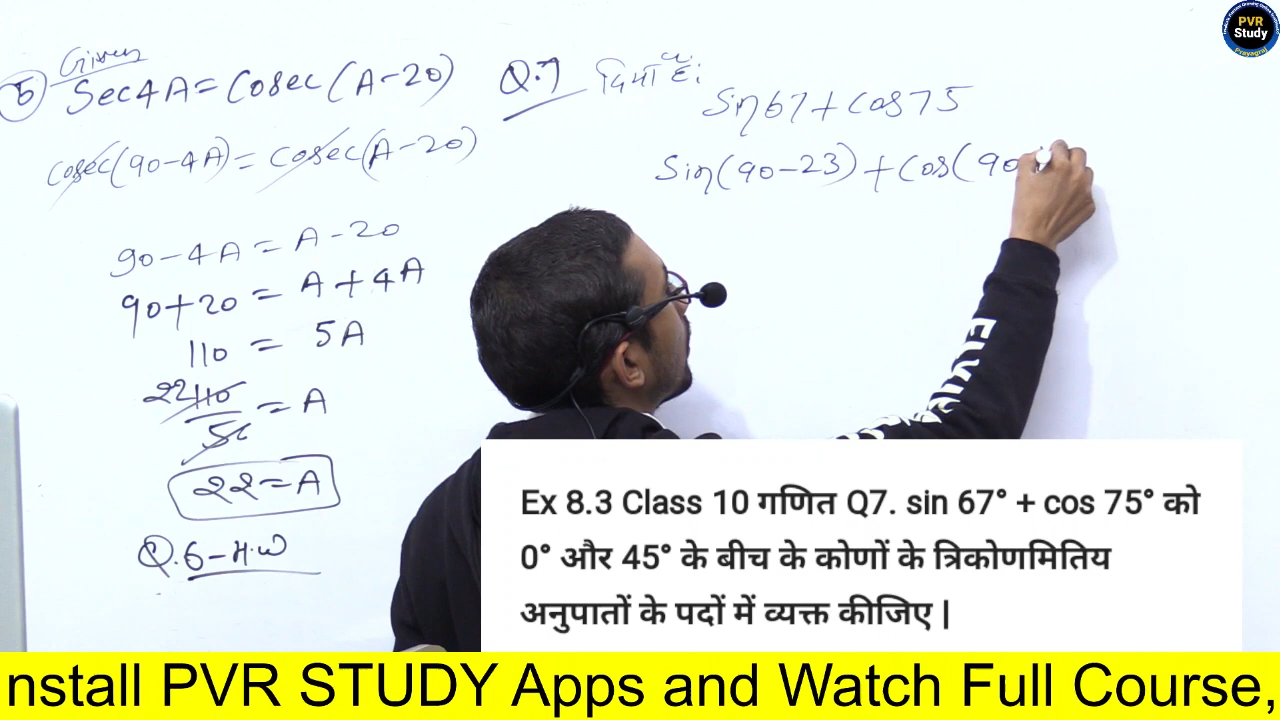 Given
5) Sec4A = Cosec(A-20)
cosec(90-4A) = cosec(A-20)
90-4A = A-20
90+20 = A+4A
110 = 5A
22 110 = A
22 = A
Q.6-H.W
Q.7 दिया है:
Sin67+Cos75
Sin(90-23)+Cos(90
PVR
Study
Prayagraj
Ex 8.3 Class 10 गणित Q7. sin 67° + cos 75° को
0° और 45° के बीच के कोणों के त्रिकोणमितिय
अनुपातों के पदों में व्यक्त कीजिए |
nstall PVR STUDY Apps and Watch Full Course,